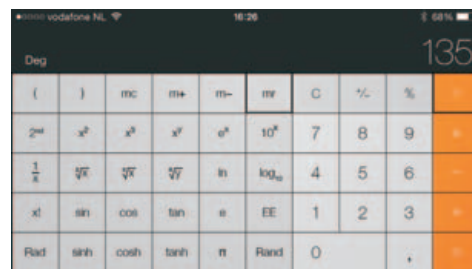 vodafone NL 16:26 68%
135
Deg
( ) mc m+ m- mr C +/- %
2ⁿᵈ x² x³ xʸ eˣ 10ˣ 7 8 9
1/x ln log₁₀ 4 5 6
x! sin cos tan e EE 1 2 3
Rad sinh cosh tanh π Rand 0 ,